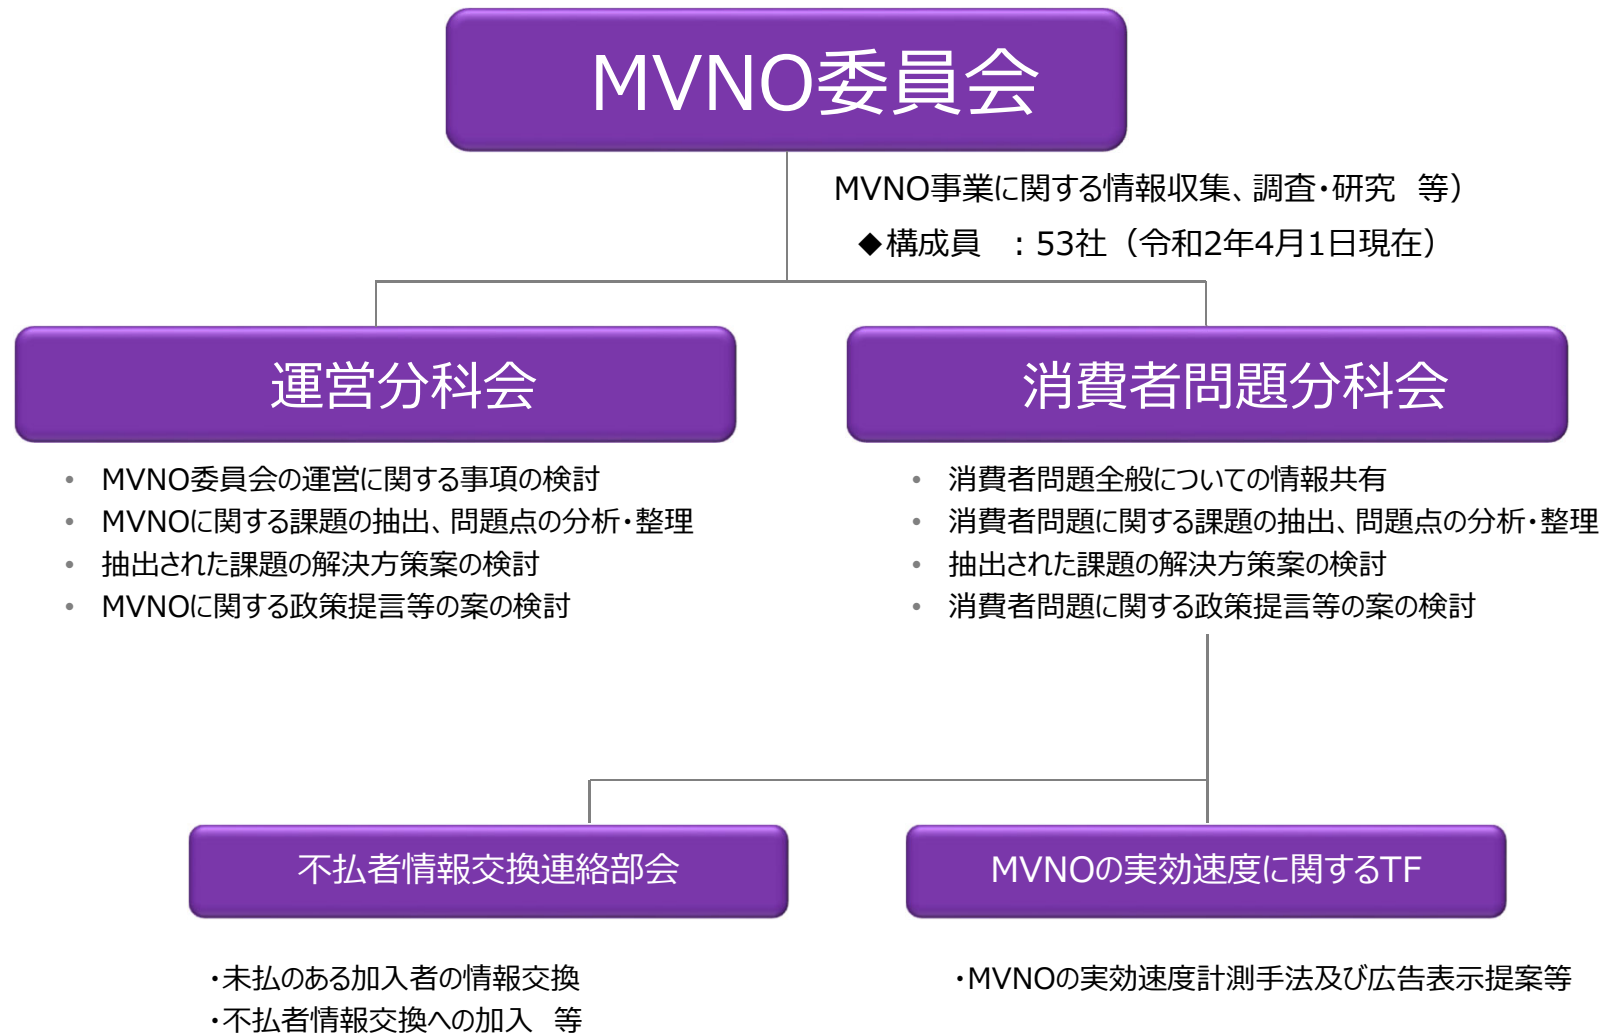 MVNO委員会
MVNO事業に関する情報収集、調査・研究　等）
◆構成員　：53社（令和2年4月1日現在）
運営分科会
• MVNO委員会の運営に関する事項の検討
• MVNOに関する課題の抽出、問題点の分析・整理
• 抽出された課題の解決方策案の検討
• MVNOに関する政策提言等の案の検討
消費者問題分科会
• 消費者問題全般についての情報共有
• 消費者問題に関する課題の抽出、問題点の分析・整理
• 抽出された課題の解決方策案の検討
• 消費者問題に関する政策提言等の案の検討
不払者情報交換連絡部会
・未払のある加入者の情報交換
・不払者情報交換への加入　等
MVNOの実効速度に関するTF
・MVNOの実効速度計測手法及び広告表示提案等